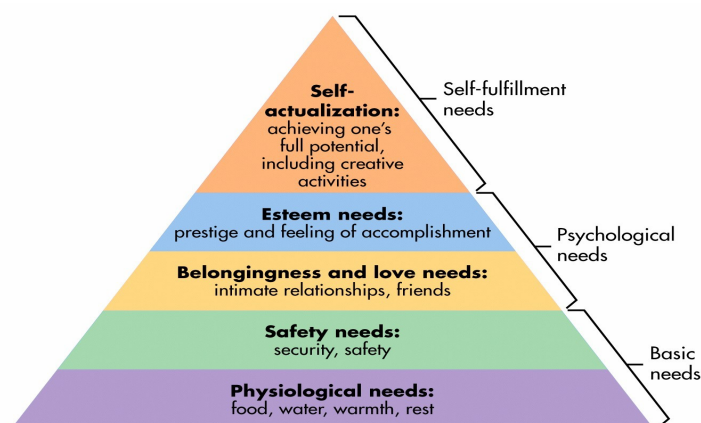 Self-
actualization:
achieving one's
full potential,
including creative
activities
Self-fulfillment
needs
Esteem needs:
prestige and feeling of accomplishment
Psychological
needs
Belongingness and love needs:
intimate relationships, friends
Safety needs:
security, safety
Basic
needs
Physiological needs:
food, water, warmth, rest